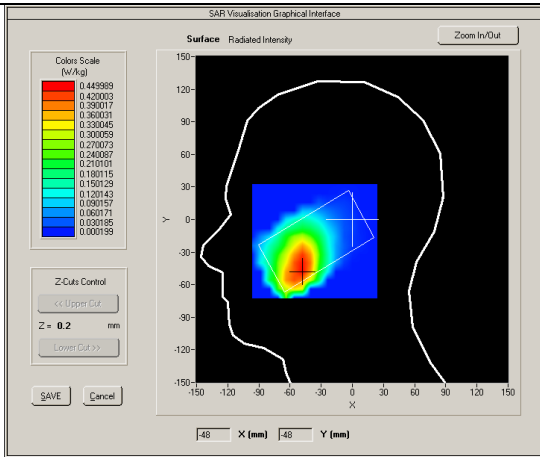 SAR Visualisation Graphical Interface
Surface Radiated Intensity
Zoom In/Out
Colors Scale
(W/kg)
0.449989
0.420003
0.390017
0.360031
0.330045
0.300059
0.270073
0.240087
0.210101
0.180115
0.150129
0.120143
0.090157
0.060171
0.030185
0.000199
Z-Cuts Control
<< Upper Cut
Z = 0.2 mm
Lower Cut >>
SAVE Cancel
150
120
90
60
30
0
-30
-60
-90
-120
-150
Y
-150 -120 -90 -60 -30 0 30 60 90 120 150
X
-48 X (mm) -48 Y (mm)